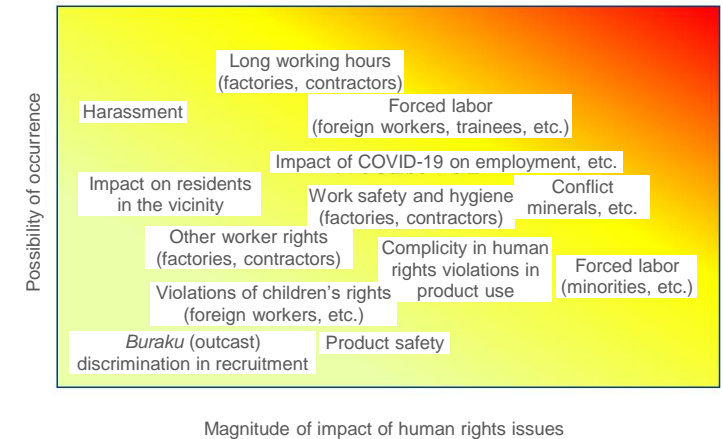 Long working hours
(factories, contractors)
Harassment
Forced labor
(foreign workers, trainees, etc.)
Impact of COVID-19 on employment, etc.
Impact on residents
in the vicinity
Work safety and hygiene
(factories, contractors)
Conflict
minerals, etc.
Other worker rights
(factories, contractors)
Complicity in human
rights violations in
product use
Forced labor
(minorities, etc.)
Violations of children’s rights
(foreign workers, etc.)
Buraku (outcast)
discrimination in recruitment
Product safety
Possibility of occurrence
Magnitude of impact of human rights issues